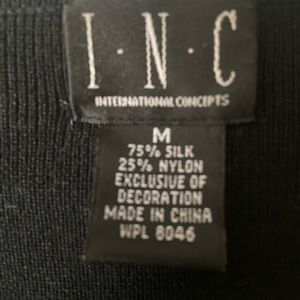 I·N·C
INTERNATIONAL CONCEPTS
M
75% SILK
25% NYLON
EXCLUSIVE OF
DECORATION
MADE IN CHINA
WPL 8046